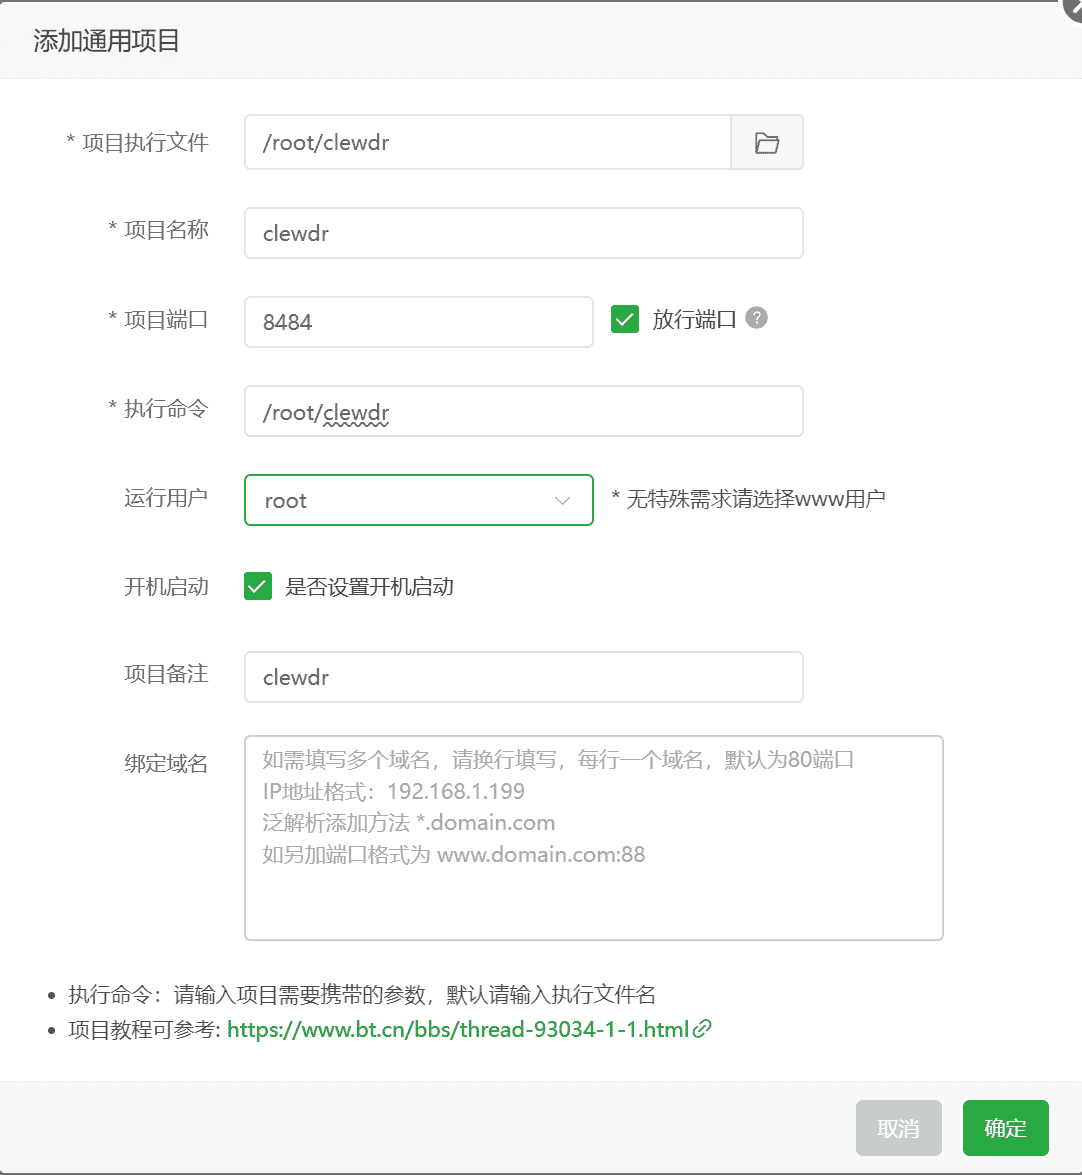 添加通用项目
* 项目执行文件 /root/clewdr
* 项目名称 clewdr
* 项目端口 8484 放行端口 ?
* 执行命令 /root/clewdr
运行用户 root * 无特殊需求请选择www用户
开机启动 是否设置开机启动
项目备注 clewdr
绑定域名 如需填写多个域名，请换行填写，每行一个域名，默认为80端口
IP地址格式：192.168.1.199
泛解析添加方法 *.domain.com
如另加端口格式为 www.domain.com:88
• 执行命令：请输入项目需要携带的参数，默认请输入执行文件名
• 项目教程可参考: https://www.bt.cn/bbs/thread-93034-1-1.html
取消 确定